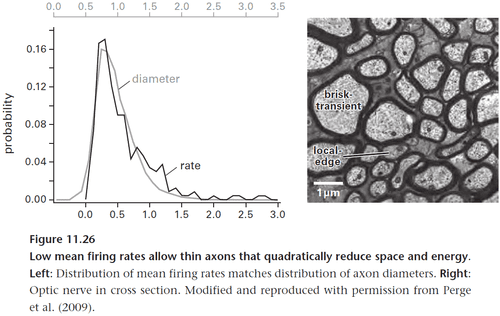 0.0 0.5 1.0 1.5 2.0 2.5 3.0 3.5
0.16
0.12
0.08
0.04
0.00
probability
diameter
rate
0.0 0.5 1.0 1.5 2.0 2.5 3.0
brisk-
transient
local-
edge
1μm
Figure 11.26
Low mean firing rates allow thin axons that quadratically reduce space and energy.
Left: Distribution of mean firing rates matches distribution of axon diameters. Right:
Optic nerve in cross section. Modified and reproduced with permission from Perge
et al. (2009).